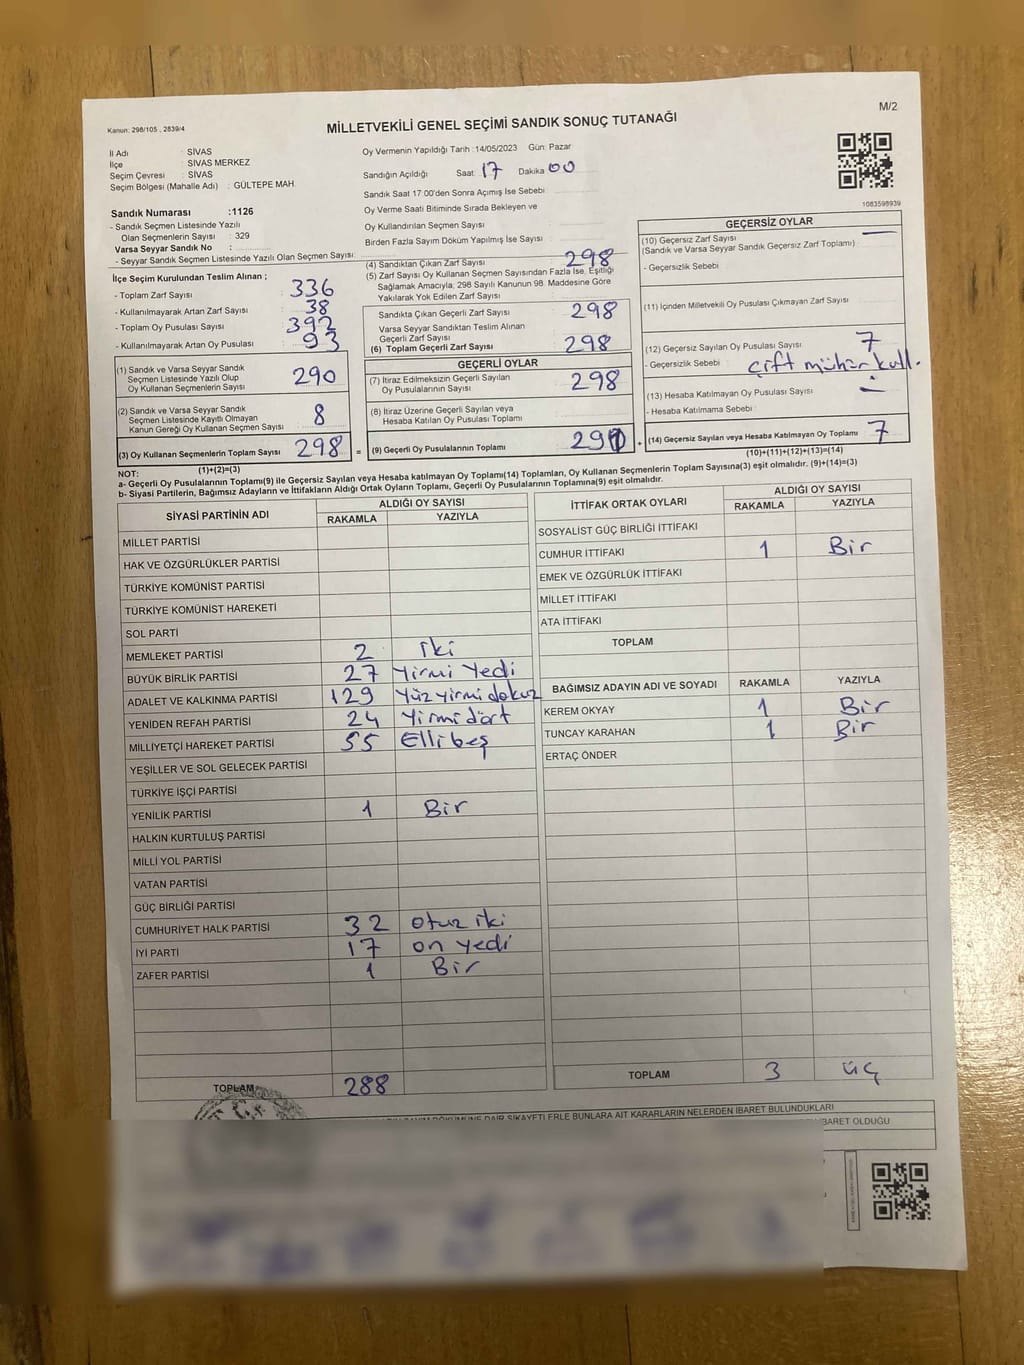 M/2
Kanun: 298/105 , 2839/4
MİLLETVEKİLİ GENEL SEÇİMİ SANDIK SONUÇ TUTANAĞI
İl Adı : SİVAS
İlçe : SİVAS MERKEZ
Seçim Çevresi : SİVAS
Seçim Bölgesi (Mahalle Adı) : GÜLTEPE MAH.
Sandık Numarası :1126
- Sandık Seçmen Listesinde Yazılı
Olan Seçmenlerin Sayısı : 329
Varsa Seyyar Sandık No :
- Seyyar Sandık Seçmen Listesinde Yazılı Olan Seçmen Sayısı:
Oy Vermenin Yapıldığı Tarih :14/05/2023 Gün: Pazar
Sandığın Açıldığı Saat: 17 Dakika 00
Sandık Saat 17:00'den Sonra Açımış İse Sebebi
Oy Verme Saati Bitiminde Sırada Bekleyen ve
Oy Kullandırılan Seçmen Sayısı
Birden Fazla Sayım Döküm Yapılmış İse Sayısı
1083598939
İlçe Seçim Kurulundan Teslim Alınan ;
- Toplam Zarf Sayısı : 336
- Kullanılmayarak Artan Zarf Sayısı : 38
- Toplam Oy Pusulası Sayısı : 392
- Kullanılmayarak Artan Oy Pusulası : 93
(1) Sandık ve Varsa Seyyar Sandık
Seçmen Listesinde Yazılı Olup
Oy Kullanan Seçmenlerin Sayısı 290
(2) Sandık ve Varsa Seyyar Sandık
Seçmen Listesinde Kayıtlı Olmayan
Kanun Gereği Oy Kullanan Seçmen Sayısı : 8
(3) Oy Kullanan Seçmenlerin Toplam Sayısı 298 =
(1)+(2)=(3)
(4) Sandıktan Çıkan Zarf Sayısı 298
(5) Zarf Sayısı Oy Kullanan Seçmen Sayısından Fazla İse, Eşitliği
Sağlamak Amacıyla, 298 Sayılı Kanunun 98. Maddesine Göre
Yakılarak Yok Edilen Zarf Sayısı
Sandıkta Çıkan Geçerli Zarf Sayısı 298
Varsa Seyyar Sandıktan Teslim Alınan
Geçerli Zarf Sayısı
(6) Toplam Geçerli Zarf Sayısı 298
GEÇERLİ OYLAR
(7) İtiraz Edilmeksizin Geçerli Sayılan
Oy Pusulalarının Sayısı : 298
(8) İtiraz Üzerine Geçerli Sayılan veya
Hesaba Katılan Oy Pusulası Toplamı
(9) Geçerli Oy Pusulalarının Toplamı 291 +
GEÇERSİZ OYLAR
(10) Geçersiz Zarf Sayısı
(Sandık ve Varsa Seyyar Sandık Geçersiz Zarf Toplamı) —
- Geçersizlik Sebebi
(11) İçinden Milletvekili Oy Pusulası Çıkmayan Zarf Sayısı
(12) Geçersiz Sayılan Oy Pusulası Sayısı 7
- Geçersizlik Sebebi : çift mühür kull.
(13) Hesaba Katılmayan Oy Pusulası Sayısı —
- Hesaba Katılmama Sebebi
(14) Geçersiz Sayılan veya Hesaba Katılmayan Oy Toplamı 7
(10)+(11)+(12)+(13)=(14)
NOT:
a- Geçerli Oy Pusulalarının Toplamı(9) ile Geçersiz Sayılan veya Hesaba Katılmayan Oy Toplamı(14) Toplamları, Oy Kullanan Seçmenlerin Toplam Sayısına(3) eşit olmalıdır. (9)+(14)=(3)
b- Siyasi Partilerin, Bağımsız Adayların ve İttifakların Aldığı Ortak Oyların Toplamı, Geçerli Oy Pusulalarının Toplamına(9) eşit olmalıdır.
SİYASİ PARTİNİN ADI ALDIĞI OY SAYISI
RAKAMLA YAZIYLA
MİLLET PARTİSİ
HAK VE ÖZGÜRLÜKLER PARTİSİ
TÜRKİYE KOMÜNİST PARTİSİ
TÜRKİYE KOMÜNİST HAREKETİ
SOL PARTİ
MEMLEKET PARTİSİ 2 iki
BÜYÜK BİRLİK PARTİSİ 27 Yirmi Yedi
ADALET VE KALKINMA PARTİSİ 129 Yüzyirmidokuz
YENİDEN REFAH PARTİSİ 24 Yirmidört
MİLLİYETÇİ HAREKET PARTİSİ 55 Ellibeş
YEŞİLLER VE SOL GELECEK PARTİSİ
TÜRKİYE İŞÇİ PARTİSİ
YENİLİK PARTİSİ 1 Bir
HALKIN KURTULUŞ PARTİSİ
MİLLİ YOL PARTİSİ
VATAN PARTİSİ
GÜÇ BİRLİĞİ PARTİSİ
CUMHURİYET HALK PARTİSİ 32 otuz iki
İYİ PARTİ 17 on yedi
ZAFER PARTİSİ 1 Bir
TOPLAM 288
İTTİFAK ORTAK OYLARI ALDIĞI OY SAYISI
RAKAMLA YAZIYLA
SOSYALİST GÜÇ BİRLİĞİ İTTİFAKI
CUMHUR İTTİFAKI 1 Bir
EMEK VE ÖZGÜRLÜK İTTİFAKI
MİLLET İTTİFAKI
ATA İTTİFAKI
TOPLAM
BAĞIMSIZ ADAYIN ADI VE SOYADI RAKAMLA YAZIYLA
KEREM OKYAY 1 Bir
TUNCAY KARAHAN 1 Bir
ERTAÇ ÖNDER
TOPLAM 3 üç
DÖKÜMÜNE DAİR ŞİKAYETLERLE BUNLARA AİT KARARLARIN NELERDEN İBARET BULUNDUKLARI
İBARET OLDUĞU